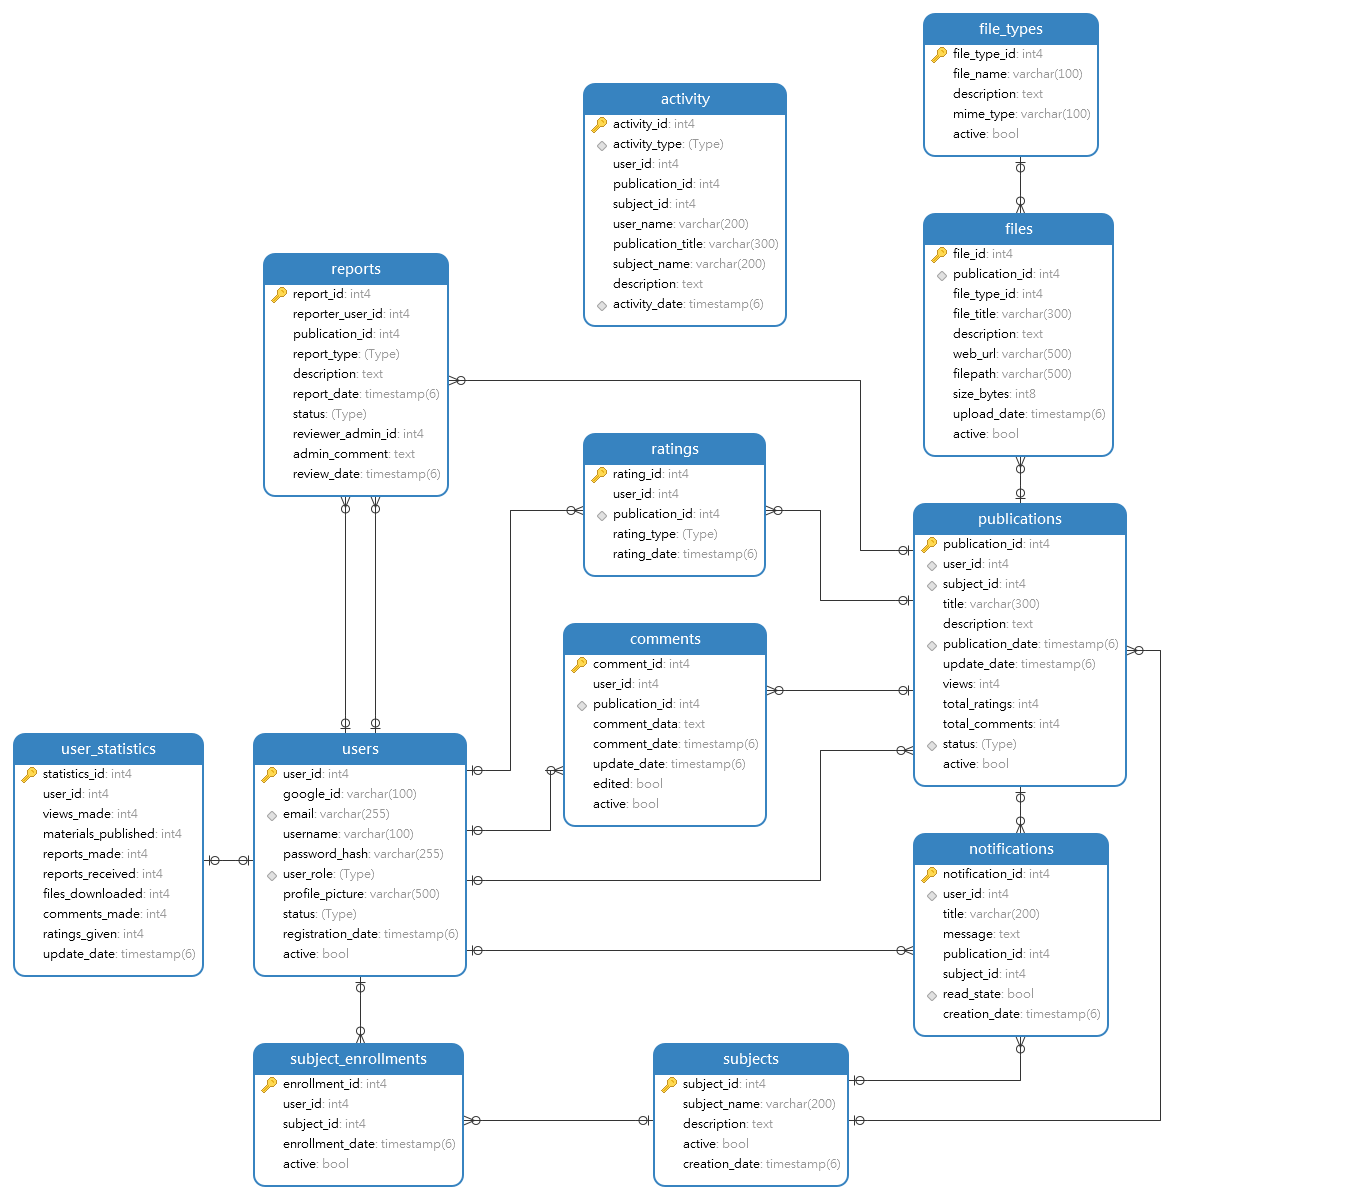 file_types
file_type_id: int4
file_name: varchar(100)
description: text
mime_type: varchar(100)
active: bool
activity
activity_id: int4
activity_type: (Type)
user_id: int4
publication_id: int4
subject_id: int4
user_name: varchar(200)
publication_title: varchar(300)
subject_name: varchar(200)
description: text
activity_date: timestamp(6)
files
file_id: int4
publication_id: int4
file_type_id: int4
file_title: varchar(300)
description: text
web_url: varchar(500)
filepath: varchar(500)
size_bytes: int8
upload_date: timestamp(6)
active: bool
reports
report_id: int4
reporter_user_id: int4
publication_id: int4
report_type: (Type)
description: text
report_date: timestamp(6)
status: (Type)
reviewer_admin_id: int4
admin_comment: text
review_date: timestamp(6)
ratings
rating_id: int4
user_id: int4
publication_id: int4
rating_type: (Type)
rating_date: timestamp(6)
publications
publication_id: int4
user_id: int4
subject_id: int4
title: varchar(300)
description: text
publication_date: timestamp(6)
update_date: timestamp(6)
views: int4
total_ratings: int4
total_comments: int4
status: (Type)
active: bool
comments
comment_id: int4
user_id: int4
publication_id: int4
comment_data: text
comment_date: timestamp(6)
update_date: timestamp(6)
edited: bool
active: bool
user_statistics
statistics_id: int4
user_id: int4
views_made: int4
materials_published: int4
reports_made: int4
reports_received: int4
files_downloaded: int4
comments_made: int4
ratings_given: int4
update_date: timestamp(6)
users
user_id: int4
google_id: varchar(100)
email: varchar(255)
username: varchar(100)
password_hash: varchar(255)
user_role: (Type)
profile_picture: varchar(500)
status: (Type)
registration_date: timestamp(6)
active: bool
notifications
notification_id: int4
user_id: int4
title: varchar(200)
message: text
publication_id: int4
subject_id: int4
read_state: bool
creation_date: timestamp(6)
subject_enrollments
enrollment_id: int4
user_id: int4
subject_id: int4
enrollment_date: timestamp(6)
active: bool
subjects
subject_id: int4
subject_name: varchar(200)
description: text
active: bool
creation_date: timestamp(6)